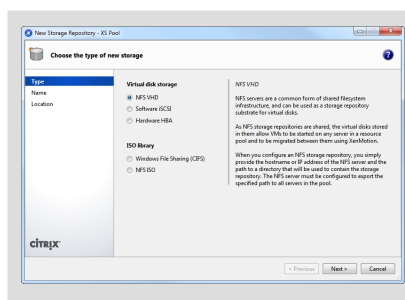 New Storage Repository - XS Pool
Choose the type of new storage
Type
Name
Location
Virtual disk storage
NFS VHD
Software iSCSI
Hardware HBA
ISO library
Windows File Sharing (CIFS)
NFS ISO
NFS VHD
NFS servers are a common form of shared filesystem
infrastructure, and can be used as a storage repository
substrate for virtual disks.
As NFS storage repositories are shared, the virtual disks stored
in them allow VMs to be started on any server in a resource
pool and to be migrated between them using XenMotion.
When you configure an NFS storage repository, you simply
provide the hostname or IP address of the NFS server and the
path to a directory that will be used to contain the storage
repository. The NFS server must be configured to export the
specified path to all servers in the pool.
CITRIX
< Previous
Next >
Cancel